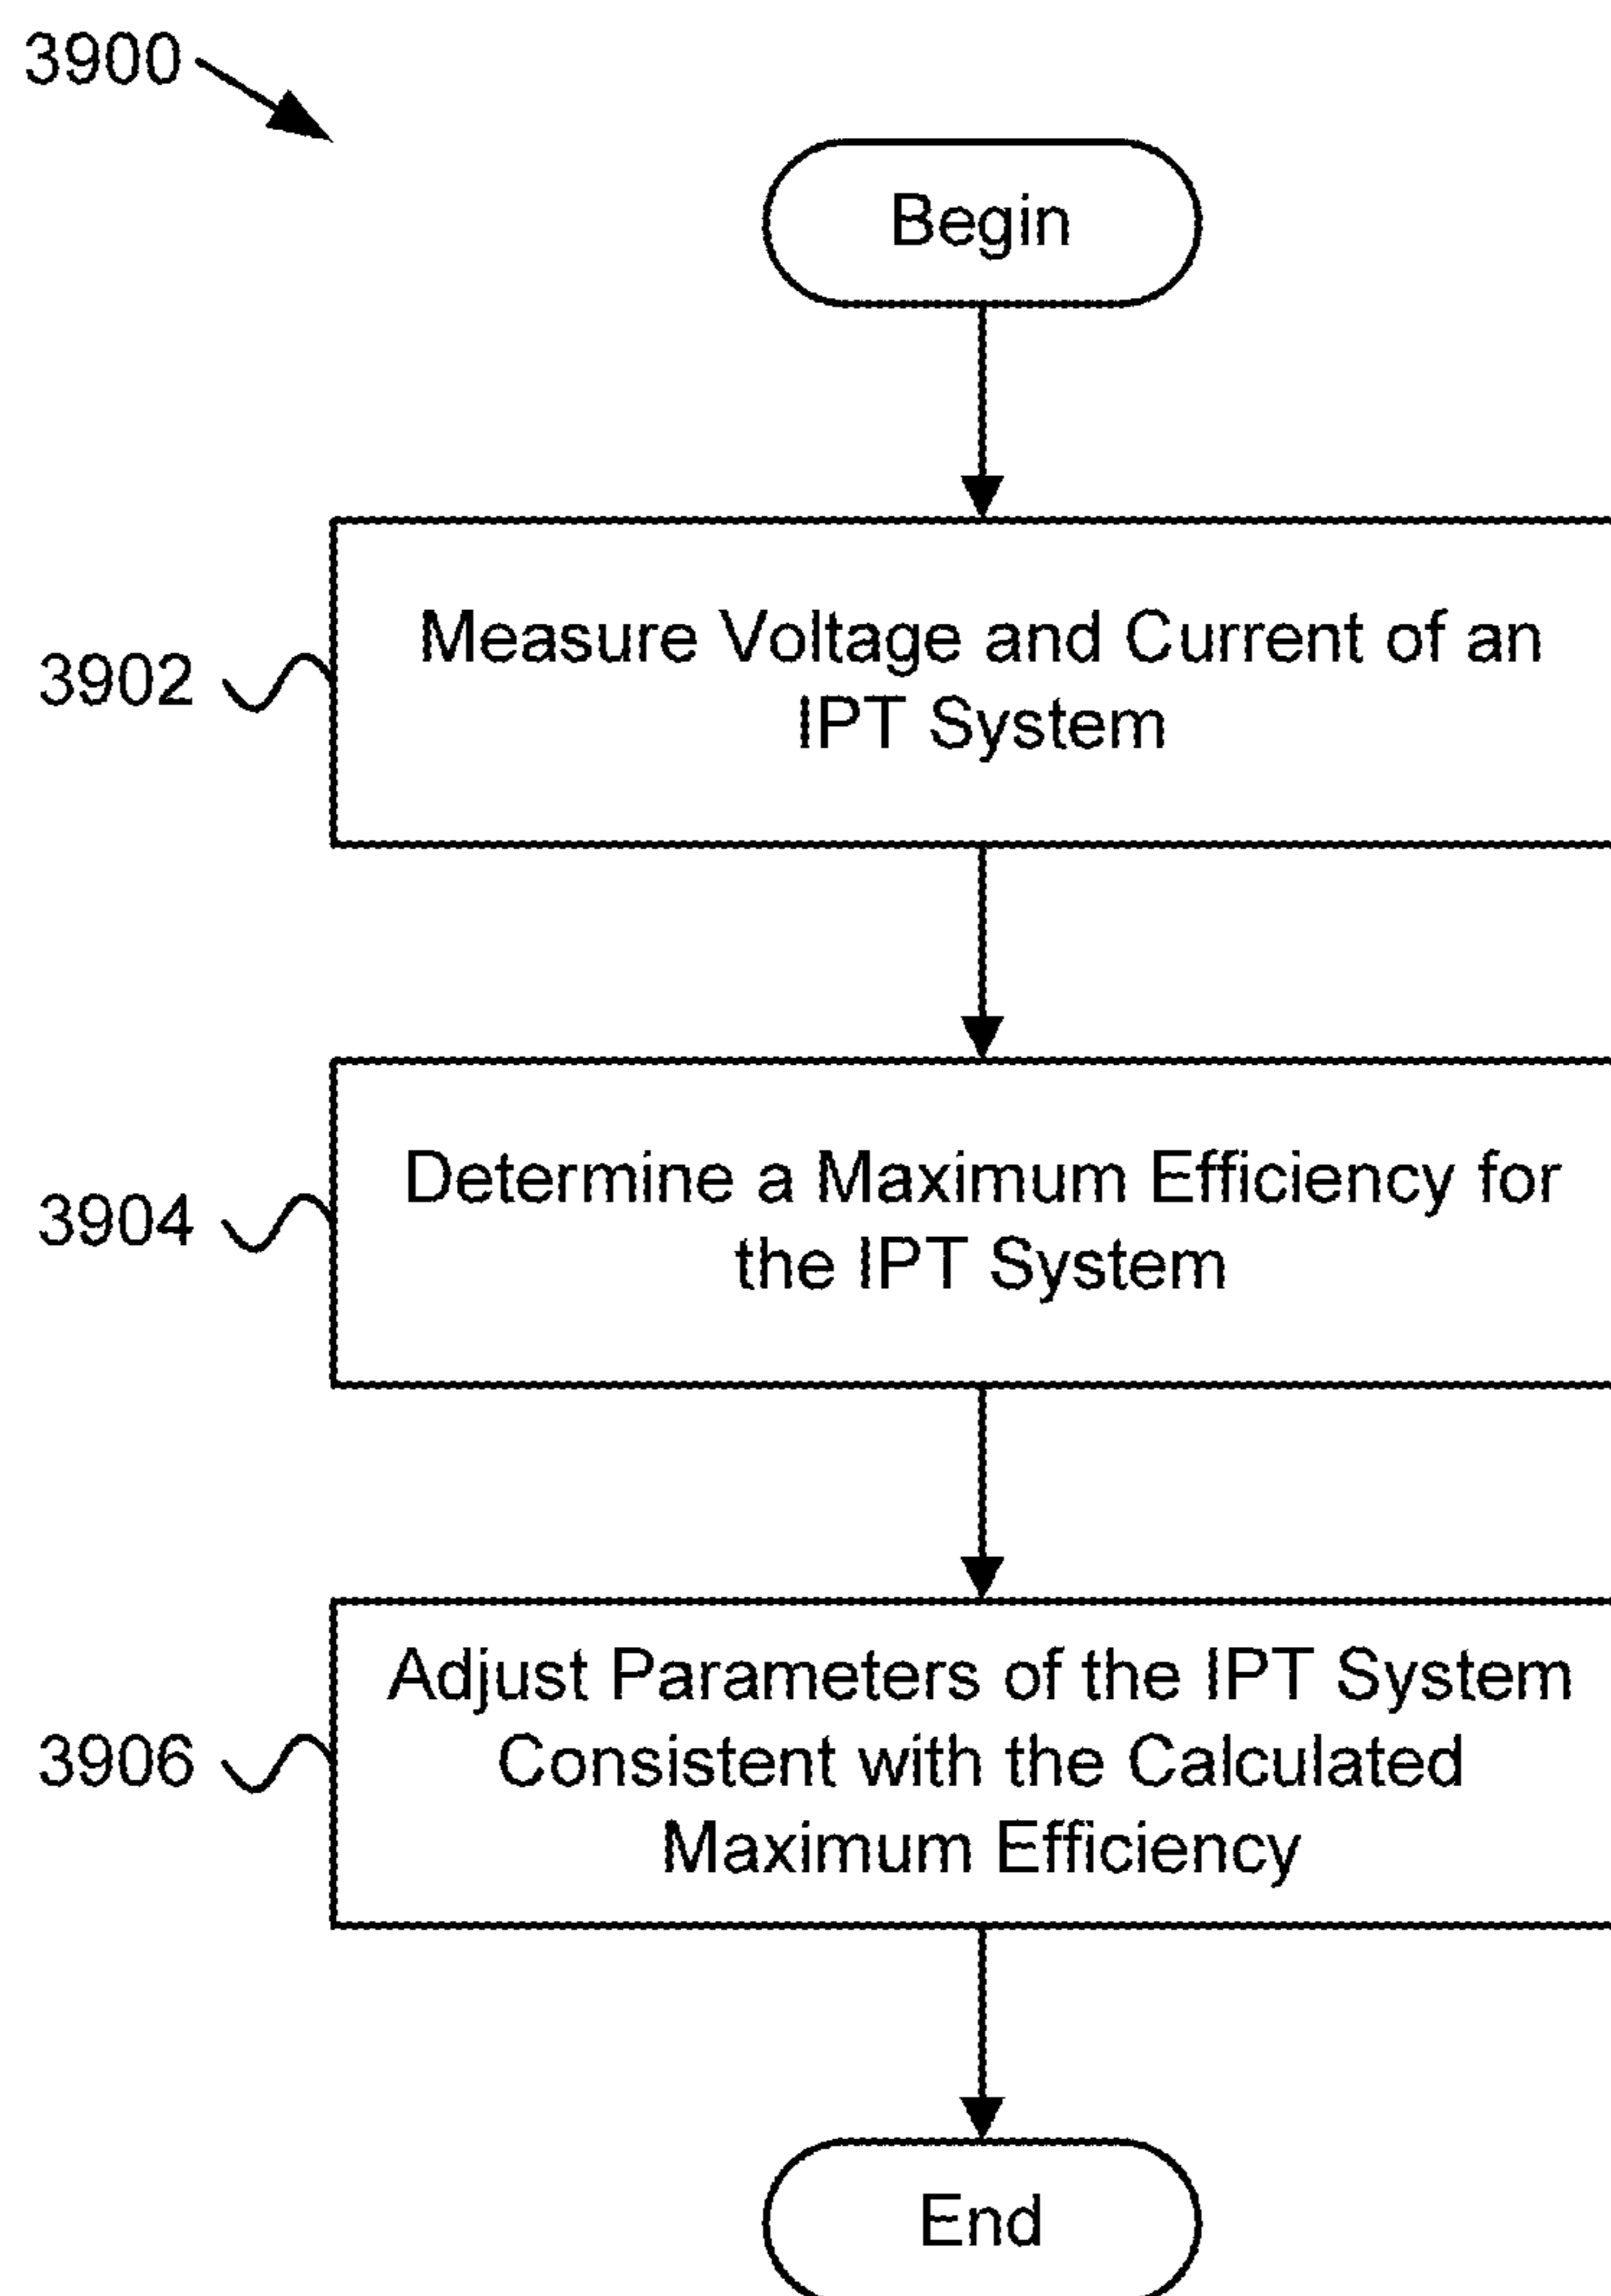 3900
Begin
3902
Measure Voltage and Current of an
IPT System
3904
Determine a Maximum Efficiency for
the IPT System
3906
Adjust Parameters of the IPT System
Consistent with the Calculated
Maximum Efficiency
End